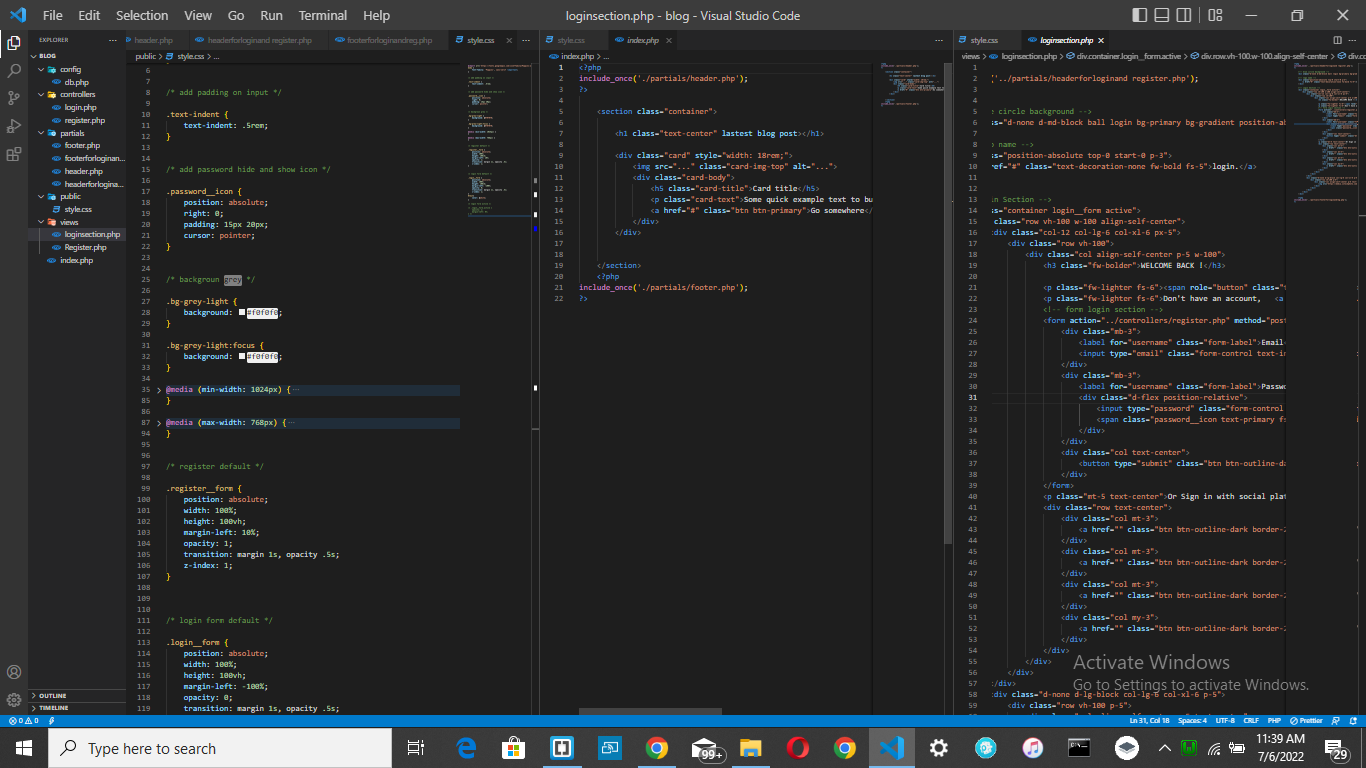 File Edit Selection View Go Run Terminal Help
loginsection.php - blog - Visual Studio Code
EXPLORER
BLOG
config
db.php
controllers
login.php
register.php
partials
footer.php
footerforloginan...
header.php
headerforlogina...
public
style.css
views
loginsection.php
Register.php
index.php
OUTLINE
TIMELINE
header.php headerforloginand register.php footerforloginandreg.php style.css
public > style.css > ...
6
7
8 /* add padding on input */
9
10 .text-indent {
11 text-indent: .5rem;
12 }
13
14
15 /* add password hide and show icon */
16
17 .password__icon {
18 position: absolute;
19 right: 0;
20 padding: 15px 20px;
21 cursor: pointer;
22 }
23
24
25 /* backgroun grey */
26
27 .bg-grey-light {
28 background: #f0f0f0;
29 }
30
31 .bg-grey-light:focus {
32 background: #f0f0f0;
33 }
34
35 @media (min-width: 1024px) {...
85 }
86
87 @media (max-width: 768px) {...
94 }
95
96
97 /* register default */
98
99 .register__form {
100 position: absolute;
101 width: 100%;
102 height: 100vh;
103 margin-left: 10%;
104 opacity: 1;
105 transition: margin 1s, opacity .5s;
106 z-index: 1;
107 }
108
109
110
111 /* login form default */
112
113 .login__form {
114 position: absolute;
115 width: 100%;
116 height: 100vh;
117 margin-left: -100%;
118 opacity: 0;
119 transition: margin 1s, opacity .5s;
style.css index.php
index.php > ...
1 <?php
2 include_once('./partials/header.php');
3 ?>
4
5 <section class="container">
6
7 <h1 class="text-center" lastest blog post></h1>
8
9 <div class="card" style="width: 18rem;">
10 <img src="..." class="card-img-top" alt="...">
11 <div class="card-body">
12 <h5 class="card-title">Card title</h5>
13 <p class="card-text">Some quick example text to bu
14 <a href="#" class="btn btn-primary">Go somewhere</
15 </div>
16 </div>
17
18
19 </section>
20 <?php
21 include_once('./partials/footer.php');
22 ?>
style.css loginsection.php
views > loginsection.php > div.container.login__form.active > div.row.vh-100.w-100.align-self-center > div.co
1
2 '../partials/headerforloginand register.php');
3
4
5 circle background -->
6 s="d-none d-md-block ball login bg-primary bg-gradient position-ab
7
8 name -->
9 ss="position-absolute top-0 start-0 p-3">
10 ref="#" class="text-decoration-none fw-bold fs-5">login.</a>
11
12
13 in Section -->
14 s="container login__form active">
15 class="row vh-100 w-100 align-self-center">
16 div class="col-12 col-lg-6 col-xl-6 px-5">
17 <div class="row vh-100">
18 <div class="col align-self-center p-5 w-100">
19 <h3 class="fw-bolder">WELCOME BACK !</h3>
20
21 <p class="fw-lighter fs-6"><span role="button" class="
22 <p class="fw-lighter fs-6">Don't have an account, <a
23 <!-- form login section -->
24 <form action="../controllers/register.php" method="post
25 <div class="mb-3">
26 <label for="username" class="form-label">Email<
27 <input type="email" class="form-control text-in
28 </div>
29 <div class="mb-3">
30 <label for="username" class="form-label">Passwo
31 <div class="d-flex position-relative">
32 <input type="password" class="form-control
33 <span class="password__icon text-primary fs
34 </div>
35 </div>
36 <div class="col text-center">
37 <button type="submit" class="btn btn-outline-da
38 </div>
39 </form>
40 <p class="mt-5 text-center">Or Sign in with social plat
41 <div class="row text-center">
42 <div class="col mt-3">
43 <a href="" class="btn btn-outline-dark border-2
44 </div>
45 <div class="col mt-3">
46 <a href="" class="btn btn-outline-dark border-2
47 </div>
48 <div class="col mt-3">
49 <a href="" class="btn btn-outline-dark border-2
50 </div>
51 <div class="col my-3">
52 <a href="" class="btn btn-outline-dark border-2
53 </div>
54 </div>
55 </div>
56 </div>
57 </div>
58 div class="d-none d-lg-block col-lg-6 col-xl-6 p-5">
59 <div class="row vh-100 p-5">
Activate Windows
Go to Settings to activate Windows.
0 0 Ln 31, Col 18 Spaces: 4 UTF-8 CRLF PHP Prettier
Type here to search
99+
11:39 AM
7/6/2022
29